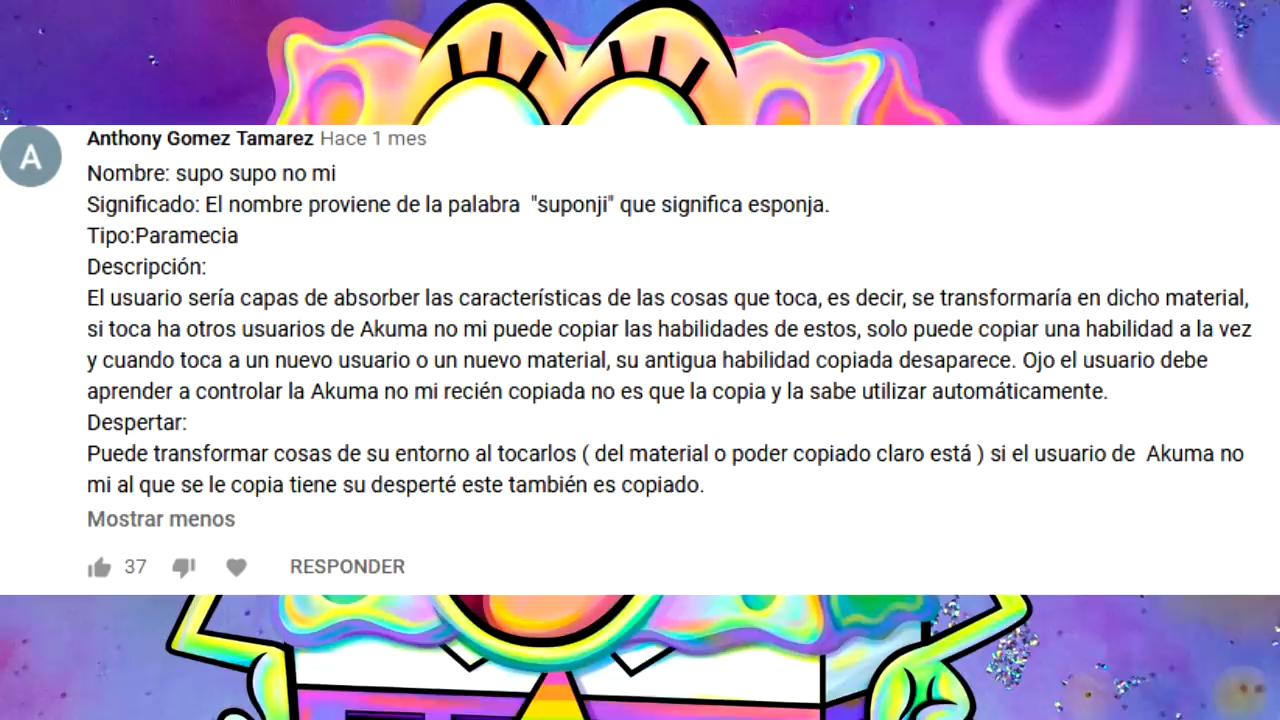 A
Anthony Gomez Tamarez Hace 1 mes
Nombre: supo supo no mi
Significado: El nombre proviene de la palabra "suponji" que significa esponja.
Tipo:Paramecia
Descripción:
El usuario sería capas de absorber las características de las cosas que toca, es decir, se transformaría en dicho material,
si toca ha otros usuarios de Akuma no mi puede copiar las habilidades de estos, solo puede copiar una habilidad a la vez
y cuando toca a un nuevo usuario o un nuevo material, su antigua habilidad copiada desaparece. Ojo el usuario debe
aprender a controlar la Akuma no mi recién copiada no es que la copia y la sabe utilizar automáticamente.
Despertar:
Puede transformar cosas de su entorno al tocarlos ( del material o poder copiado claro está ) si el usuario de Akuma no
mi al que se le copia tiene su desperté este también es copiado.
Mostrar menos
37 RESPONDER